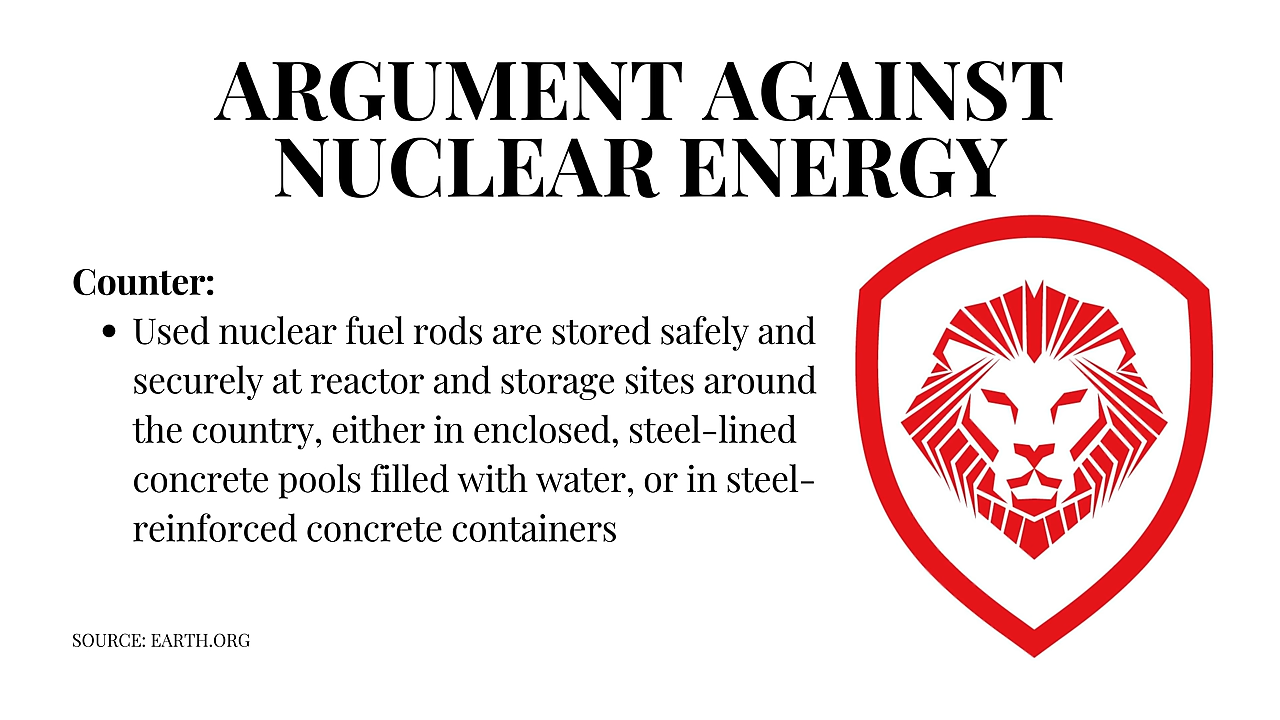 ARGUMENT AGAINST
NUCLEAR ENERGY
Counter:
• Used nuclear fuel rods are stored safely and
securely at reactor and storage sites around
the country, either in enclosed, steel-lined
concrete pools filled with water, or in steel-
reinforced concrete containers
SOURCE: EARTH.ORG